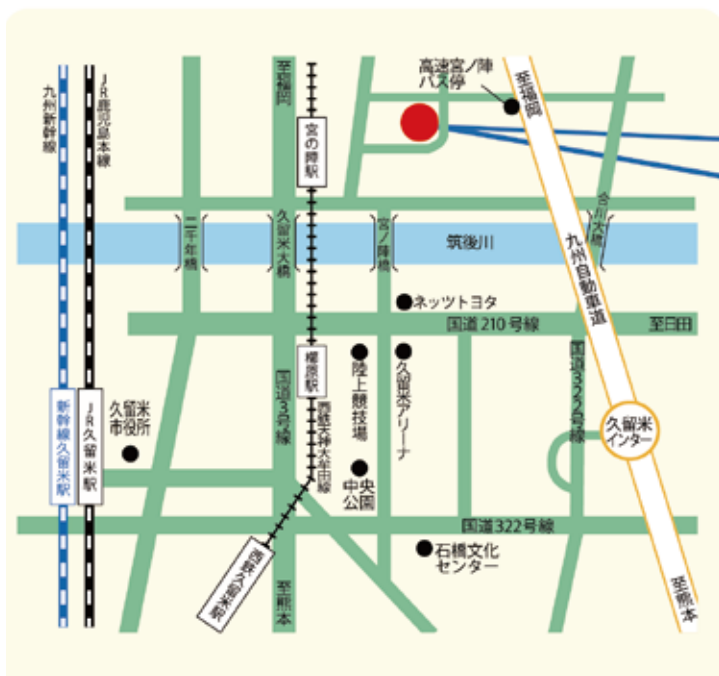 高速宮ノ陣
バス停
至福岡
至福岡
九州新幹線
JR鹿児島本線
宮の陣駅
二千年橋
久留米大橋
宮ノ陣橋
筑後川
合川大橋
九州自動車道
ネッツトヨタ
国道210号線
至日田
櫛原駅
国道3号線
西鉄天神大牟田線
陸上競技場
久留米アリーナ
国道322号線
久留米
インター
新幹線久留米駅
JR久留米駅
久留米
市役所
中央
公園
国道322号線
西鉄久留米駅
石橋文化
センター
至熊本
至熊本